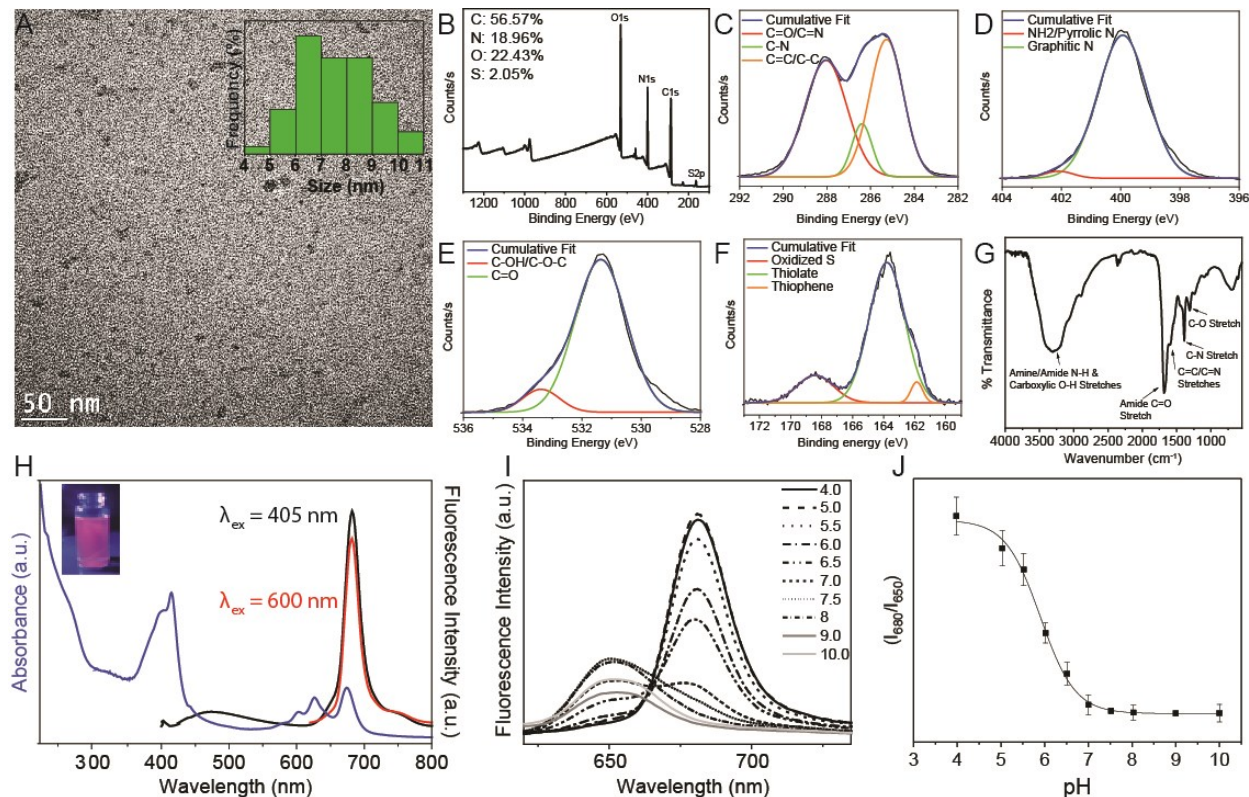 A
Frequency (%)
4 5 6 7 8 9 10 11
Size (nm)
50 nm
B
C: 56.57%
N: 18.96%
O: 22.43%
S: 2.05%
O1s
N1s
C1s
S2p
1200 1000 800 600 400 200
Binding Energy (eV)
C
Counts/s
Cumulative Fit
C=O/C=N
C-N
C=C/C-C
292 290 288 286 284 282
Binding Energy (eV)
D
Counts/s
Cumulative Fit
NH2/Pyrrolic N
Graphitic N
404 402 400 398 396
Binding Energy (eV)
E
Counts/s
Cumulative Fit
C-OH/C-O-C
C=O
536 534 532 530 528
Binding Energy (eV)
F
Counts/s
Cumulative Fit
Oxidized S
Thiolate
Thiophene
172 170 168 166 164 162 160
Binding energy (eV)
G
% Transmittance
C-O Stretch
C-N Stretch
C=C/C=N
Stretches
Amine/Amide N-H &
Carboxylic O-H Stretches
Amide C=O
Stretch
4000 3500 3000 2500 2000 1500 1000
Wavenumber (cm⁻¹)
H
Absorbance (a.u.)
λex = 405 nm
λex = 600 nm
Fluorescence Intensity (a.u.)
300 400 500 600 700 800
Wavelength (nm)
I
Fluorescence Intensity (a.u.)
4.0
5.0
5.5
6.0
6.5
7.0
7.5
8
9.0
10.0
650 700
Wavelength (nm)
J
(I680/I650)
3 4 5 6 7 8 9 10
pH